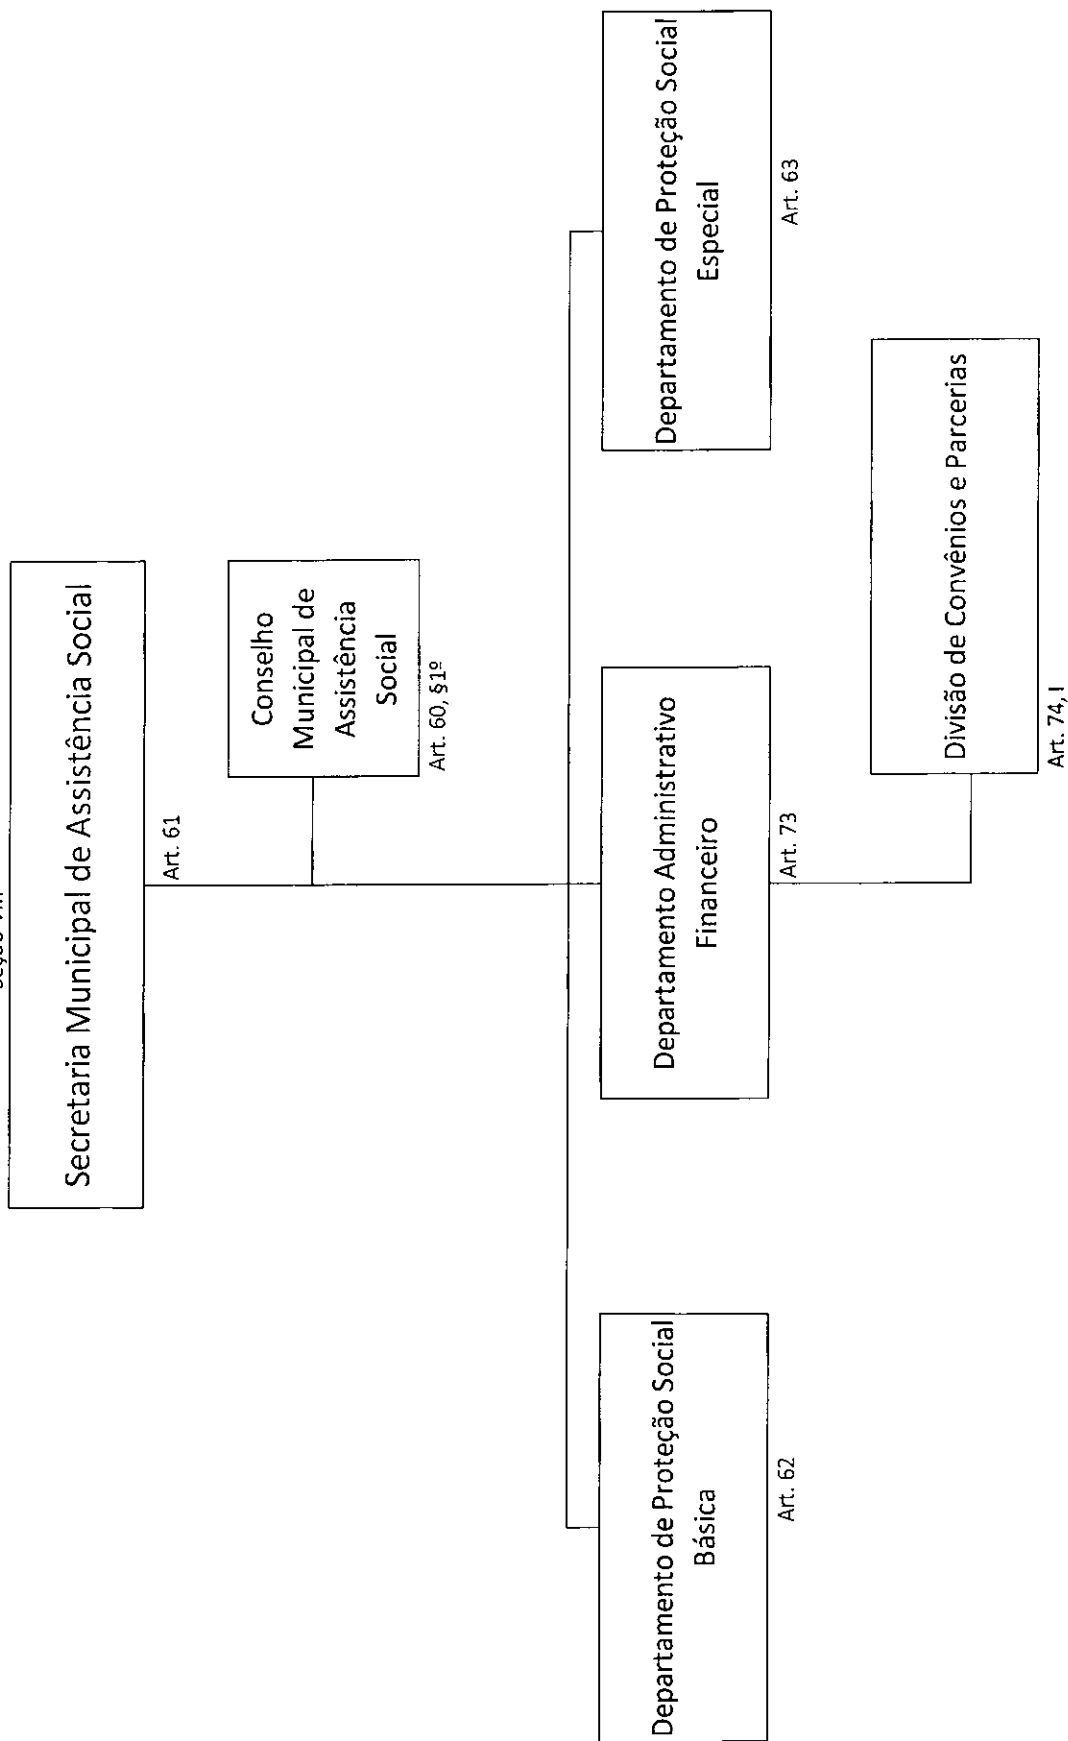 Secretaria Municipal de Assistência Social
Art. 61
Conselho
Municipal de
Assistência
Social
Art. 60, §1º
Departamento de Proteção Social
Básica
Art. 62
Departamento Administrativo
Financeiro
Art. 73
Departamento de Proteção Social
Especial
Art. 63
Divisão de Convênios e Parcerias
Art. 74, I